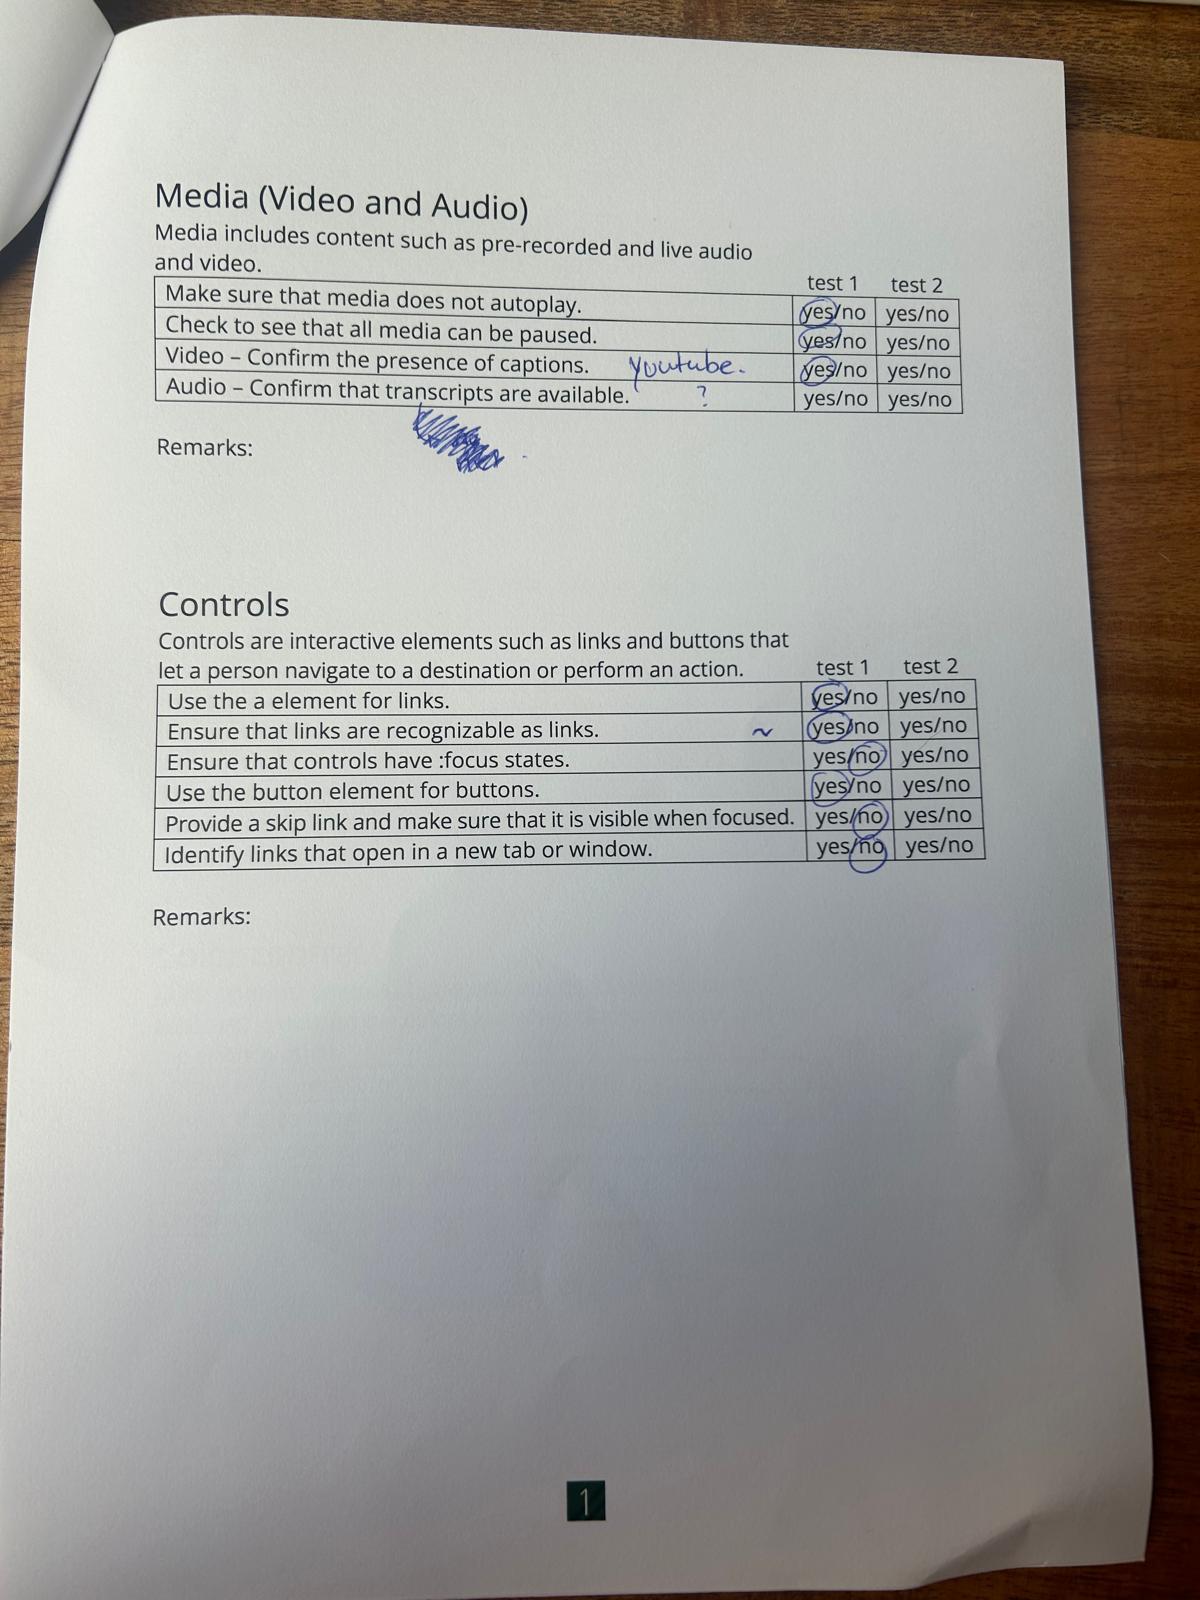 Media (Video and Audio)
Media includes content such as pre-recorded and live audio
and video.
test 1 test 2
Make sure that media does not autoplay. yes/no yes/no
Check to see that all media can be paused. yes/no yes/no
Video – Confirm the presence of captions. youtube. yes/no yes/no
Audio – Confirm that transcripts are available. ? yes/no yes/no
Remarks:
Controls
Controls are interactive elements such as links and buttons that
let a person navigate to a destination or perform an action.
test 1 test 2
Use the a element for links. yes/no yes/no
Ensure that links are recognizable as links. ~ yes/no yes/no
Ensure that controls have :focus states. yes/no yes/no
Use the button element for buttons. yes/no yes/no
Provide a skip link and make sure that it is visible when focused. yes/no yes/no
Identify links that open in a new tab or window. yes/no yes/no
Remarks:
1